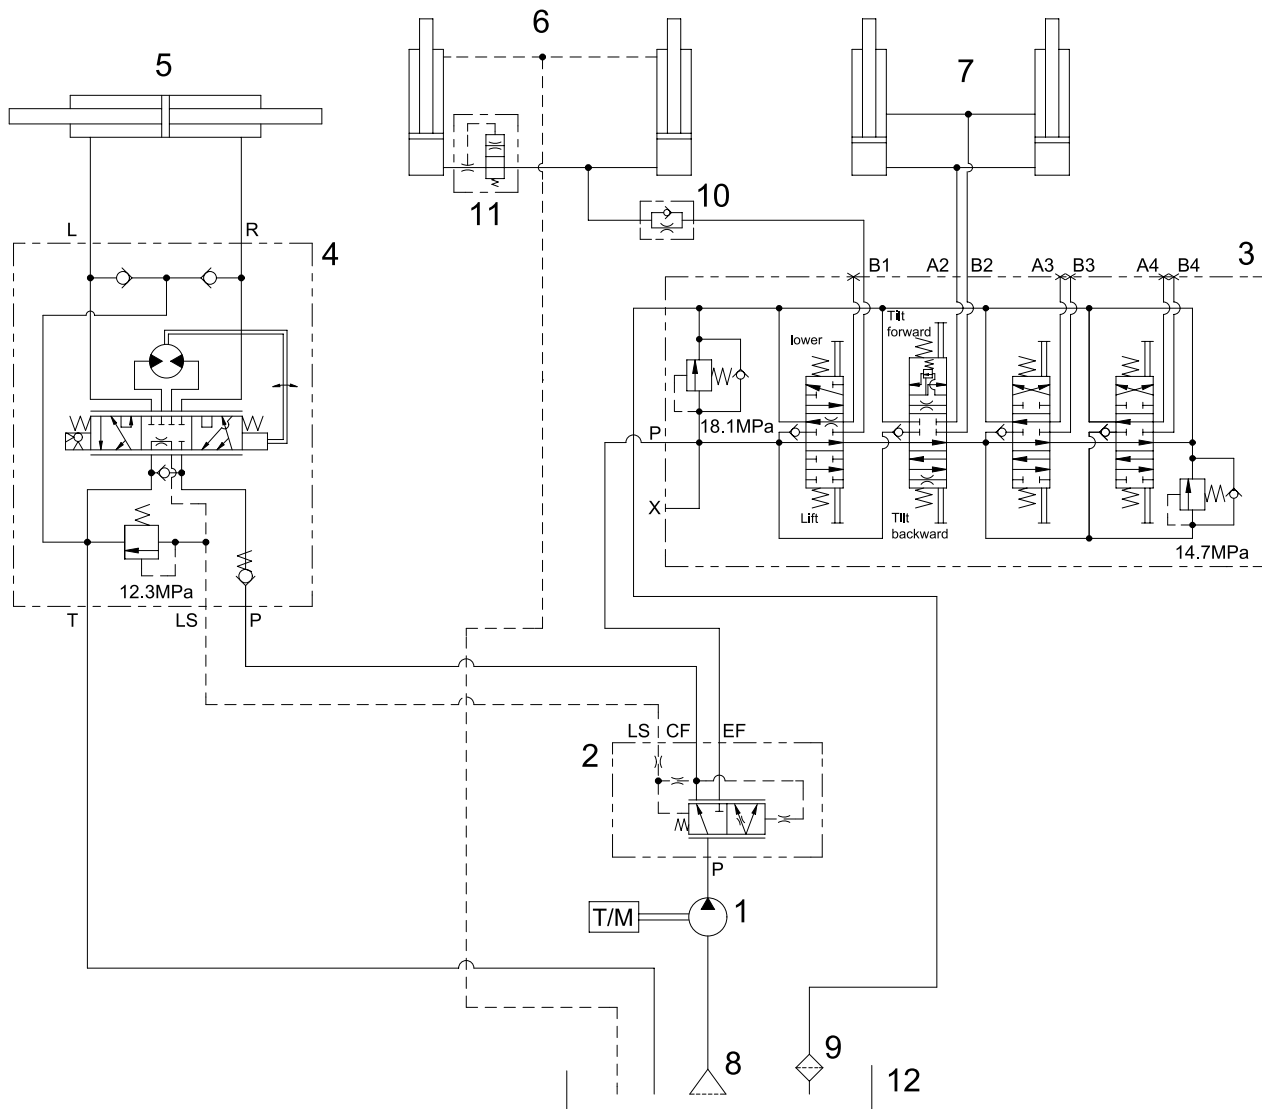 6
5
7
11
10
L
R
4
B1
A2
B2
A3
B3
A4
B4
3
Tilt
forward
lower
18.1MPa
P
X
Lift
Tilt
backward
14.7MPa
12.3MPa
T
LS
P
LS
CF
EF
2
P
T/M
1
8
9
12